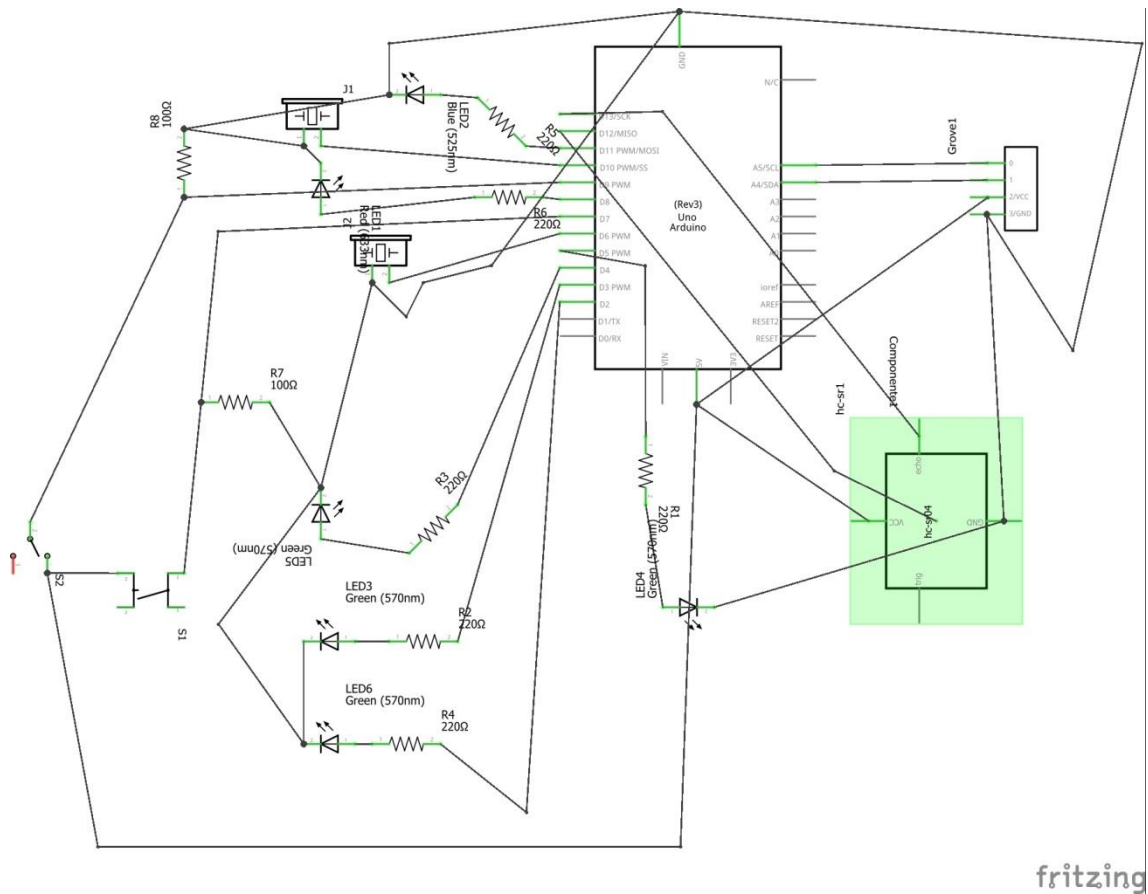 GND
N/C
J1
R8
100Ω
LED2
Blue (525nm)
R5
220Ω
D13/SCK
D12/MISO
D11 PWM/MOSI
D10 PWM/SS
D9 PWM
D8
D7
D6 PWM
D5 PWM
D4
D3 PWM
D2
D1/TX
D0/RX
(Rev3)
Uno
Arduino
A5/SCL
A4/SDA
A3
A2
A1
A0
ioref
AREF
RESET2
RESET
VIN
5V
3V3
Grove1
0
1
2/VCC
3/GND
R6
220Ω
LED1
Red (633nm)
J2
R7
100Ω
R3
220Ω
LED5
Green (570nm)
R1
220Ω
LED4
Green (570nm)
LED3
Green (570nm)
R2
220Ω
LED6
Green (570nm)
R4
220Ω
S2
S1
Componente1
hc-sr1
echo
VCC
hc-sr04
GND
trig
fritzing